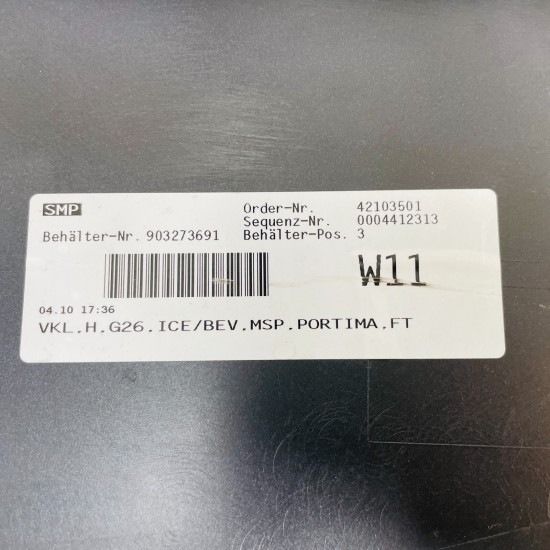 SMP
Order-Nr. 42103501
Sequenz-Nr. 0004412313
Behälter-Nr. 903273691 Behälter-Pos. 3
W11
04.10 17:36
VKL.H.G26.ICE/BEV.MSP.PORTIMA.FT